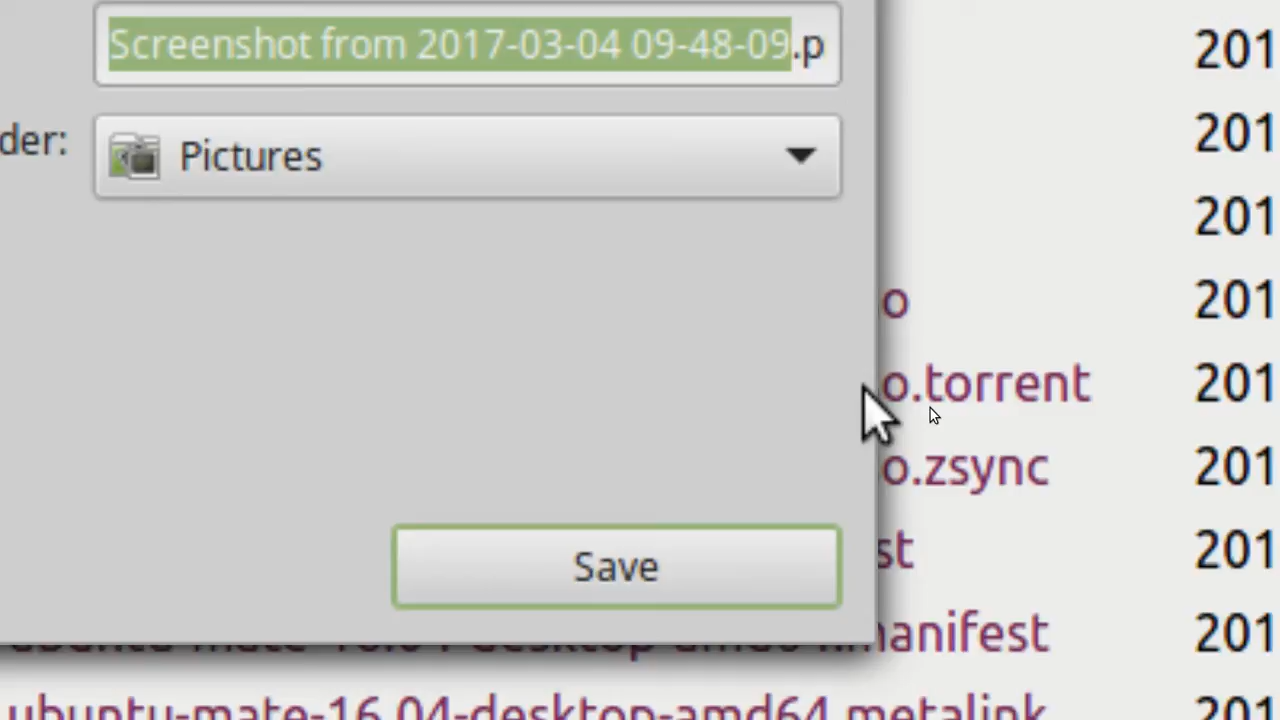 Screenshot from 2017-03-04 09-48-09.p
201
der:
Pictures
201
201
o
201
o.torrent
201
o.zsync
201
Save
st
201
manifest
201
ubuntu-mate-16.04-desktop-amd64.metalink
201